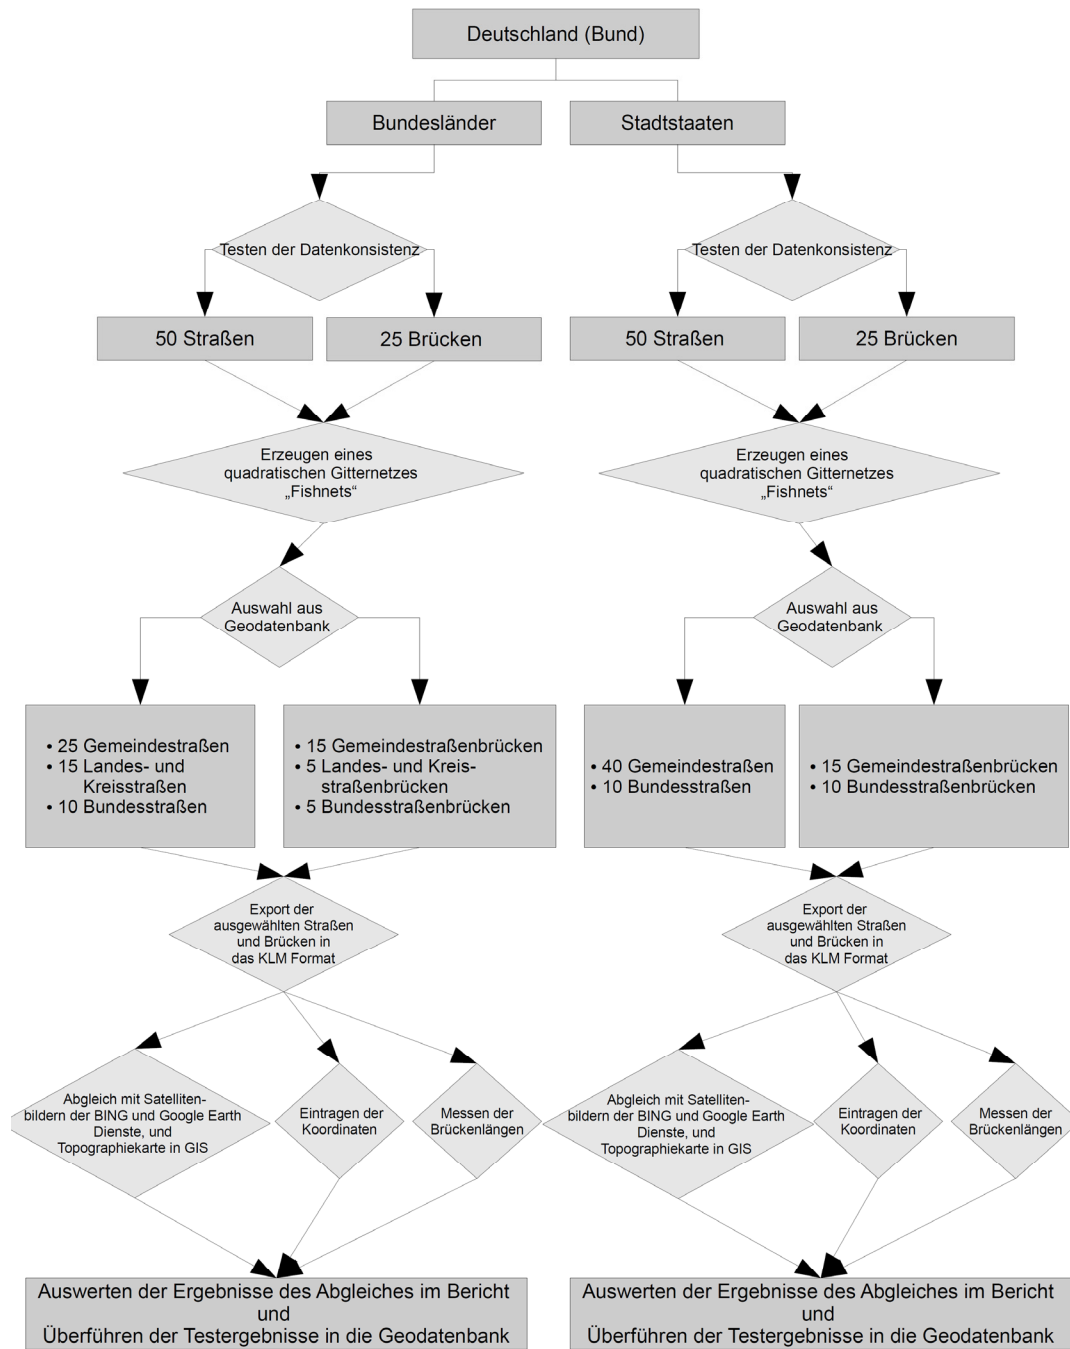 Deutschland (Bund)
Bundesländer
Stadtstaaten
Testen der Datenkonsistenz
Testen der Datenkonsistenz
50 Straßen
25 Brücken
50 Straßen
25 Brücken
Erzeugen eines
quadratischen Gitternetzes
„Fishnets“
Erzeugen eines
quadratischen Gitternetzes
„Fishnets“
Auswahl aus
Geodatenbank
Auswahl aus
Geodatenbank
• 25 Gemeindestraßen
• 15 Landes- und
Kreisstraßen
• 10 Bundesstraßen
• 15 Gemeindestraßenbrücken
• 5 Landes- und Kreis-
straßenbrücken
• 5 Bundesstraßenbrücken
• 40 Gemeindestraßen
• 10 Bundesstraßen
• 15 Gemeindestraßenbrücken
• 10 Bundesstraßenbrücken
Export der
ausgewählten Straßen
und Brücken in
das KLM Format
Export der
ausgewählten Straßen
und Brücken in
das KLM Format
Abgleich mit Satelliten-
bildern der BING und Google Earth
Dienste, und
Topographiekarte in GIS
Eintragen der
Koordinaten
Messen der
Brückenlängen
Abgleich mit Satelliten-
bildern der BING und Google Earth
Dienste, und
Topographiekarte in GIS
Eintragen der
Koordinaten
Messen der
Brückenlängen
Auswerten der Ergebnisse des Abgleiches im Bericht
und
Überführen der Testergebnisse in die Geodatenbank
Auswerten der Ergebnisse des Abgleiches im Bericht
und
Überführen der Testergebnisse in die Geodatenbank